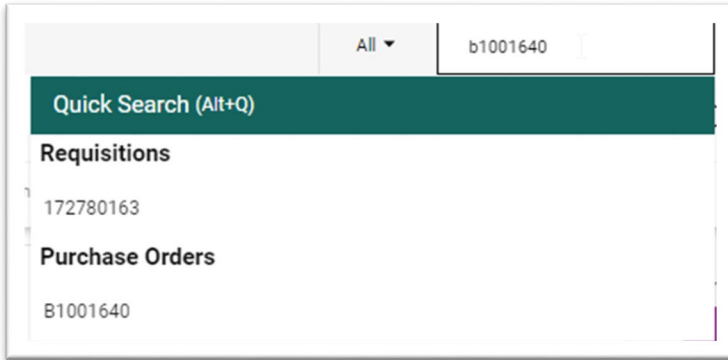 All b1001640
Quick Search (Alt+Q)
Requisitions
172780163
Purchase Orders
B1001640